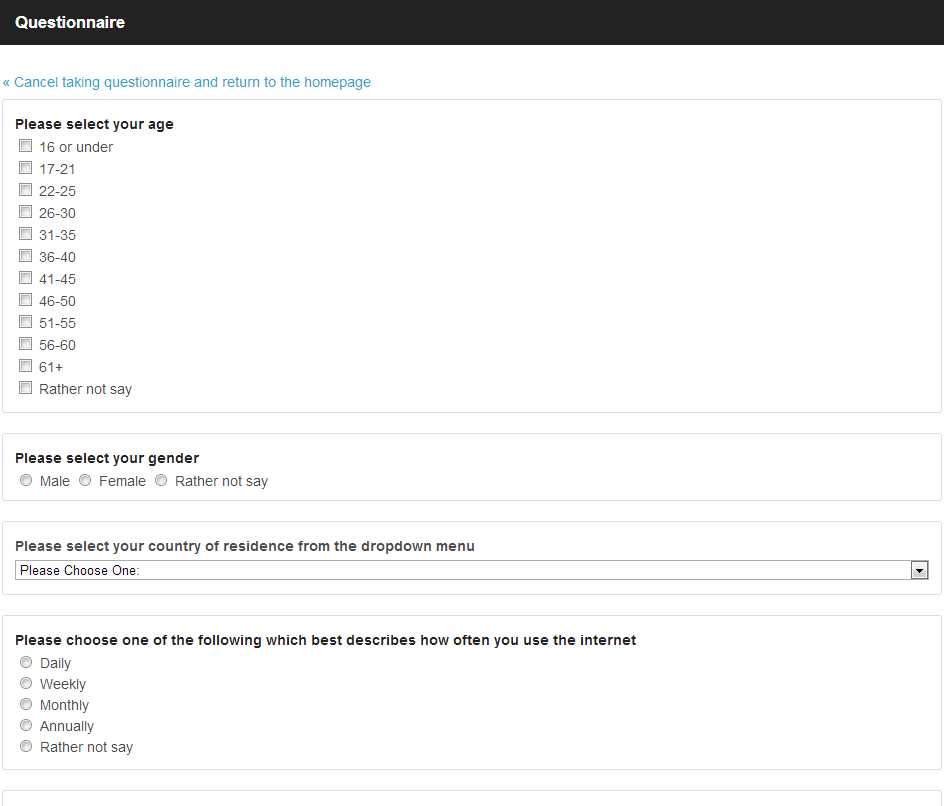 Questionnaire
« Cancel taking questionnaire and return to the homepage
Please select your age
16 or under
17-21
22-25
26-30
31-35
36-40
41-45
46-50
51-55
56-60
61+
Rather not say
Please select your gender
Male Female Rather not say
Please select your country of residence from the dropdown menu
Please Choose One:
Please choose one of the following which best describes how often you use the internet
Daily
Weekly
Monthly
Annually
Rather not say